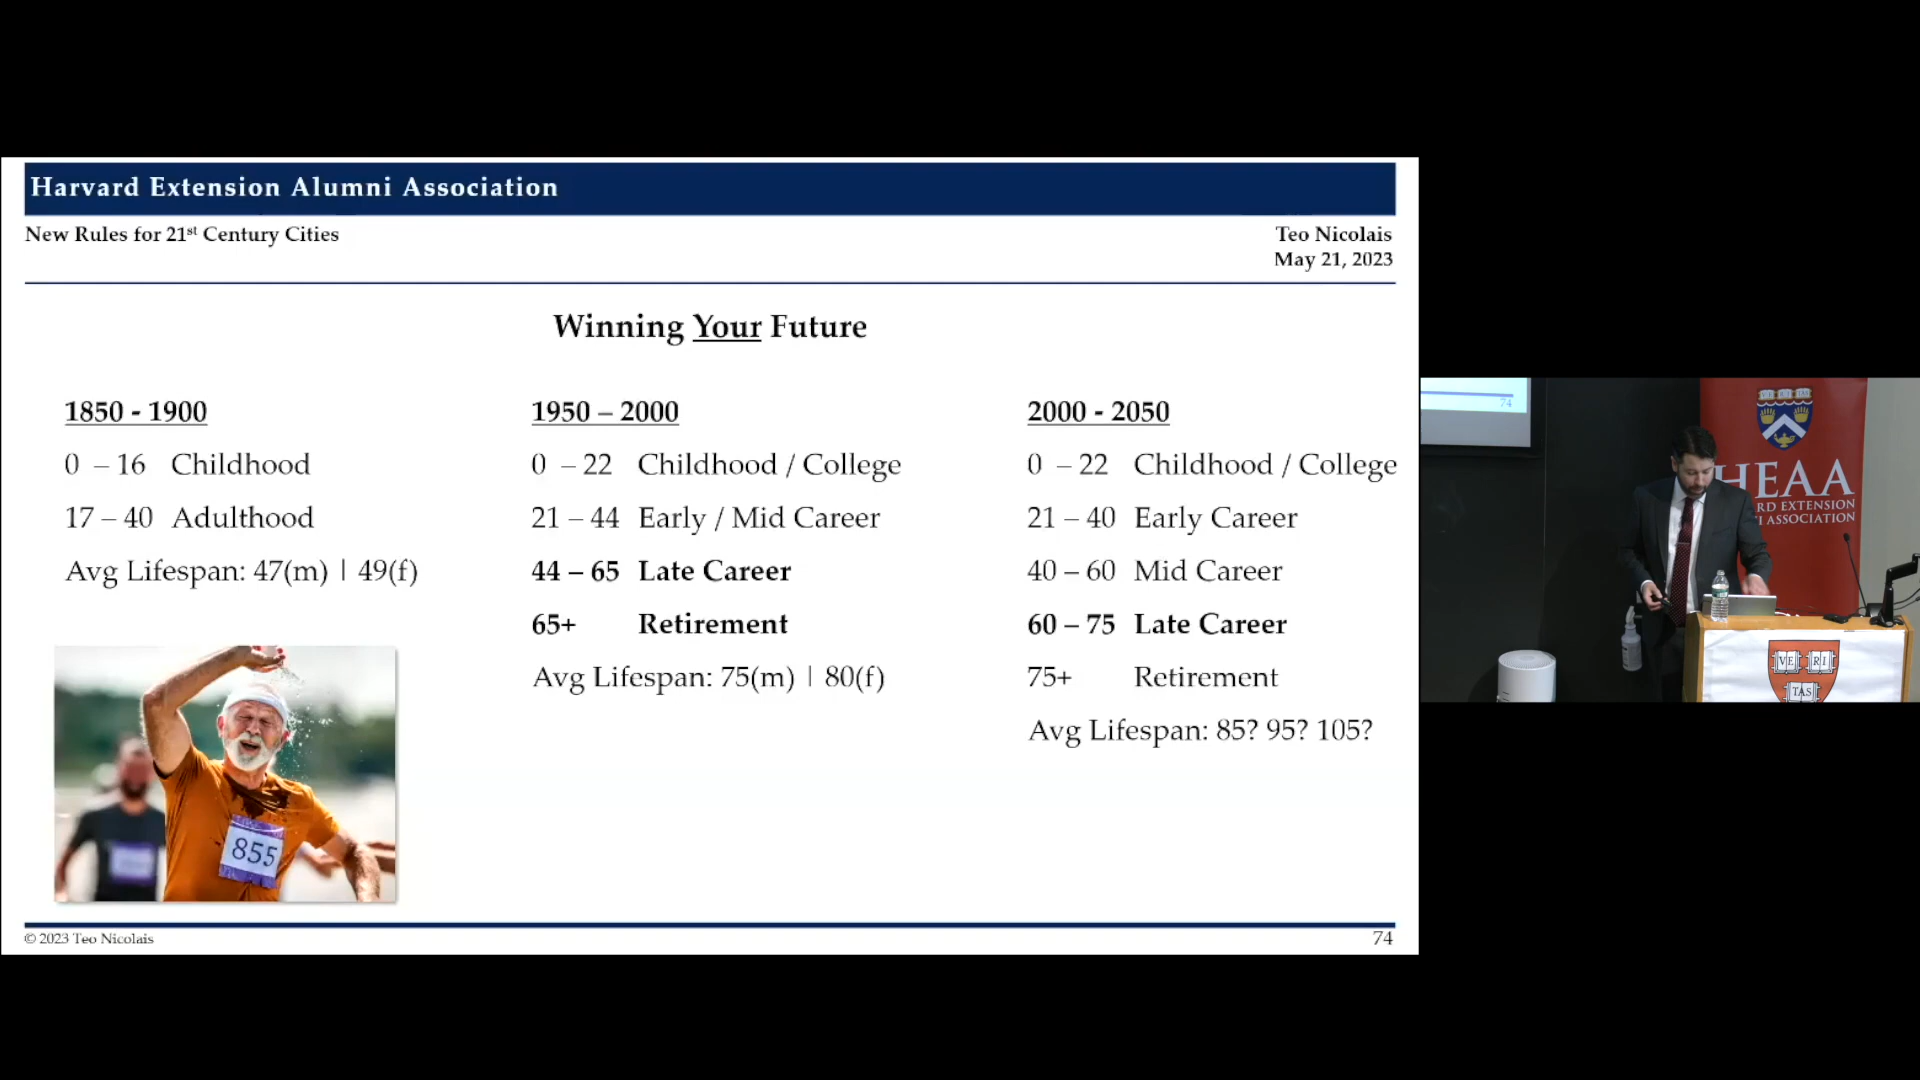 Harvard Extension Alumni Association
New Rules for 21st Century Cities
Teo Nicolais
May 21, 2023
Winning Your Future
1850 - 1900
0 – 16 Childhood
17 – 40 Adulthood
Avg Lifespan: 47(m) | 49(f)
1950 – 2000
0 – 22 Childhood / College
21 – 44 Early / Mid Career
44 – 65 Late Career
65+ Retirement
Avg Lifespan: 75(m) | 80(f)
2000 - 2050
0 – 22 Childhood / College
21 – 40 Early Career
40 – 60 Mid Career
60 – 75 Late Career
75+ Retirement
Avg Lifespan: 85? 95? 105?
855
© 2023 Teo Nicolais
74
74
HEAA
RD EXTENSION
I ASSOCIATION
VE RI
TAS